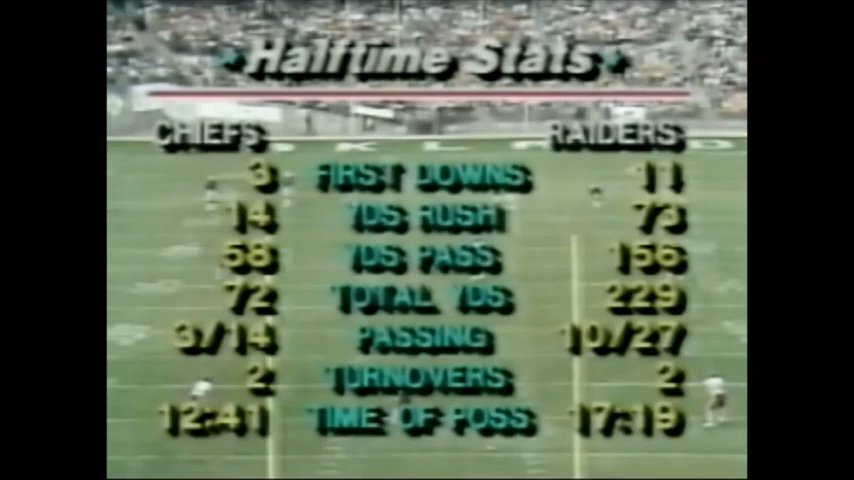 Halftime Stats
CHIEFS RAIDERS
3 FIRST DOWNS 11
14 YDS RUSH 73
58 YDS PASS 156
72 TOTAL YDS 229
3/14 PASSING 10/27
2 TURNOVERS 2
12:41 TIME OF POSS 17:19